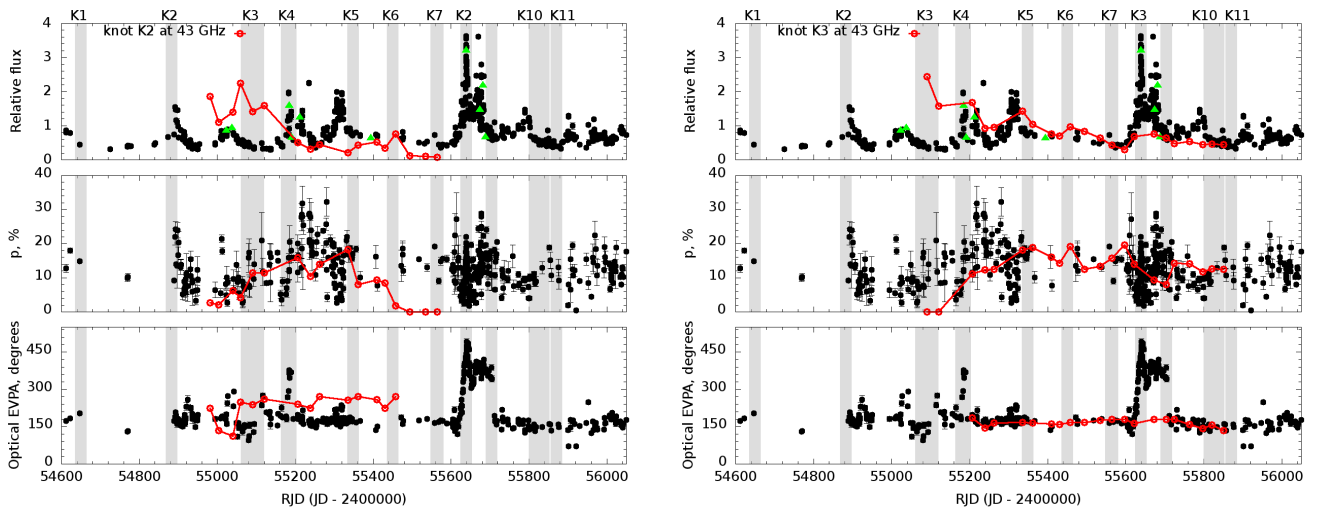 K1 K2 K3 K4 K5 K6 K7 K2 K10 K11
knot K2 at 43 GHz
4
3
2
1
0
Relative flux
40
30
20
10
0
p, %
450
300
150
0
Optical EVPA, degrees
54600 54800 55000 55200 55400 55600 55800 56000
RJD (JD - 2400000)
K1 K2 K3 K4 K5 K6 K7 K3 K10 K11
knot K3 at 43 GHz
4
3
2
1
0
Relative flux
40
30
20
10
0
p, %
450
300
150
0
Optical EVPA, degrees
54600 54800 55000 55200 55400 55600 55800 56000
RJD (JD - 2400000)